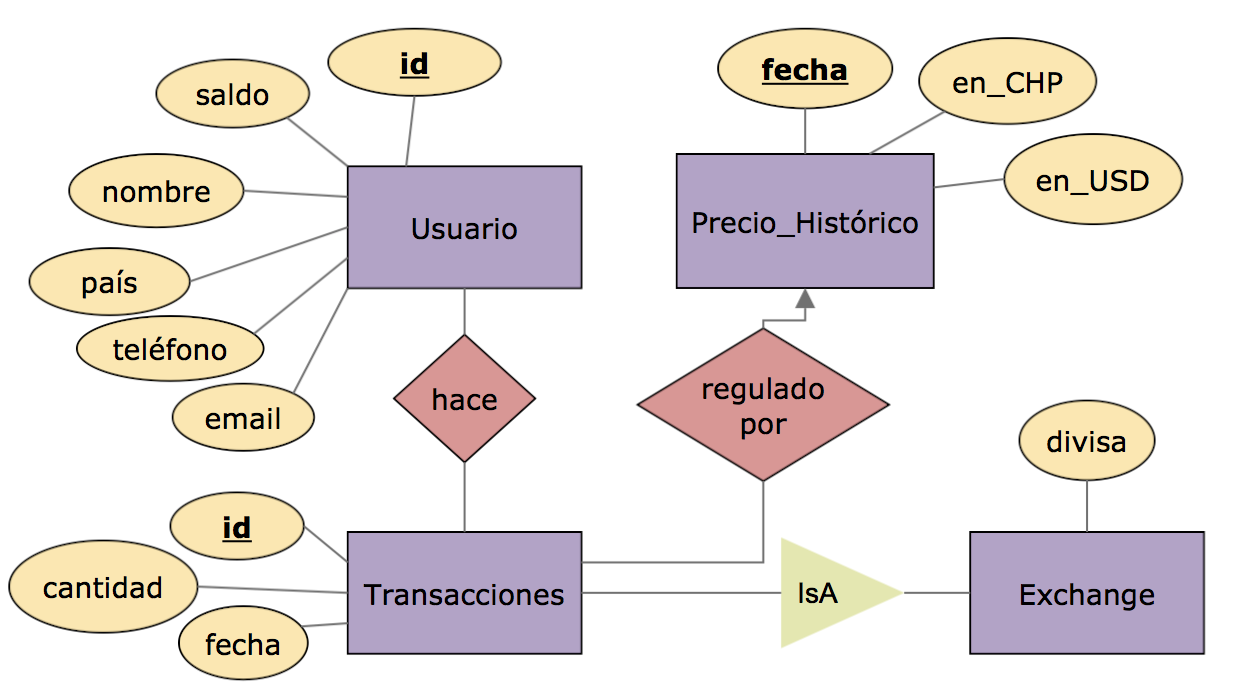 id
saldo
nombre
país
teléfono
email
Usuario
fecha
en_CHP
en_USD
Precio_Histórico
hace
regulado
por
divisa
id
cantidad
fecha
Transacciones
IsA
Exchange